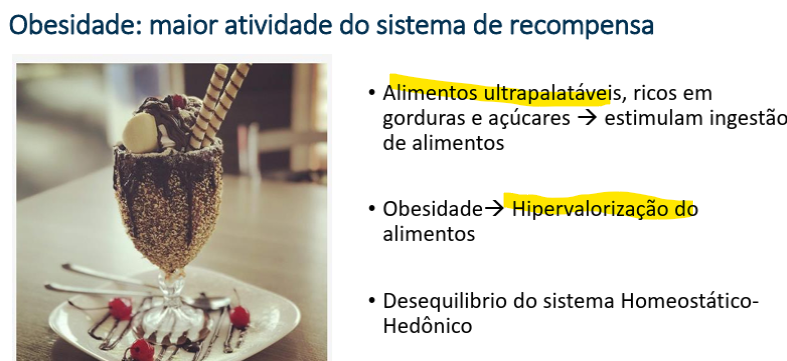 Obesidade: maior atividade do sistema de recompensa
• Alimentos ultrapalatáveis, ricos em
gorduras e açúcares → estimulam ingestão
de alimentos
• Obesidade→ Hipervalorização do
alimentos
• Desequilibrio do sistema Homeostático-
Hedônico